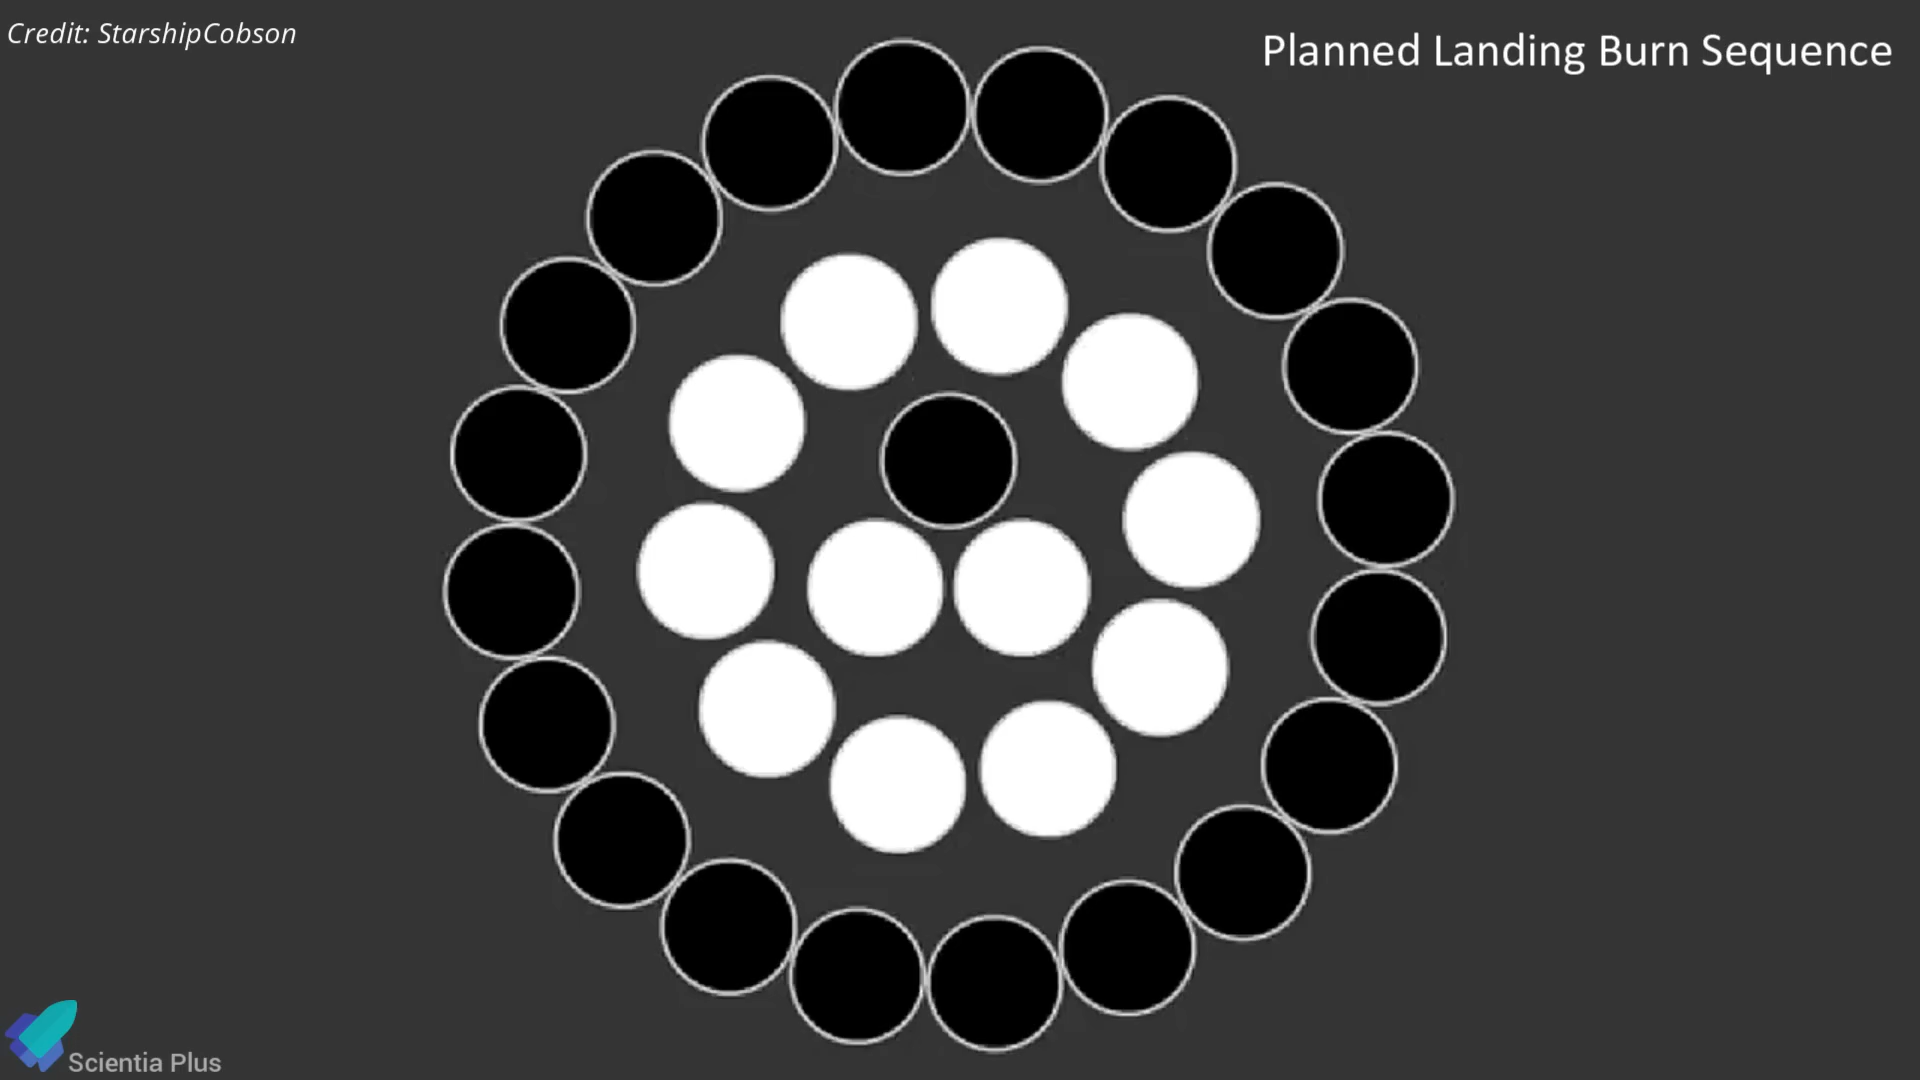 Credit: StarshipCobson
Planned Landing Burn Sequence
Scientia Plus